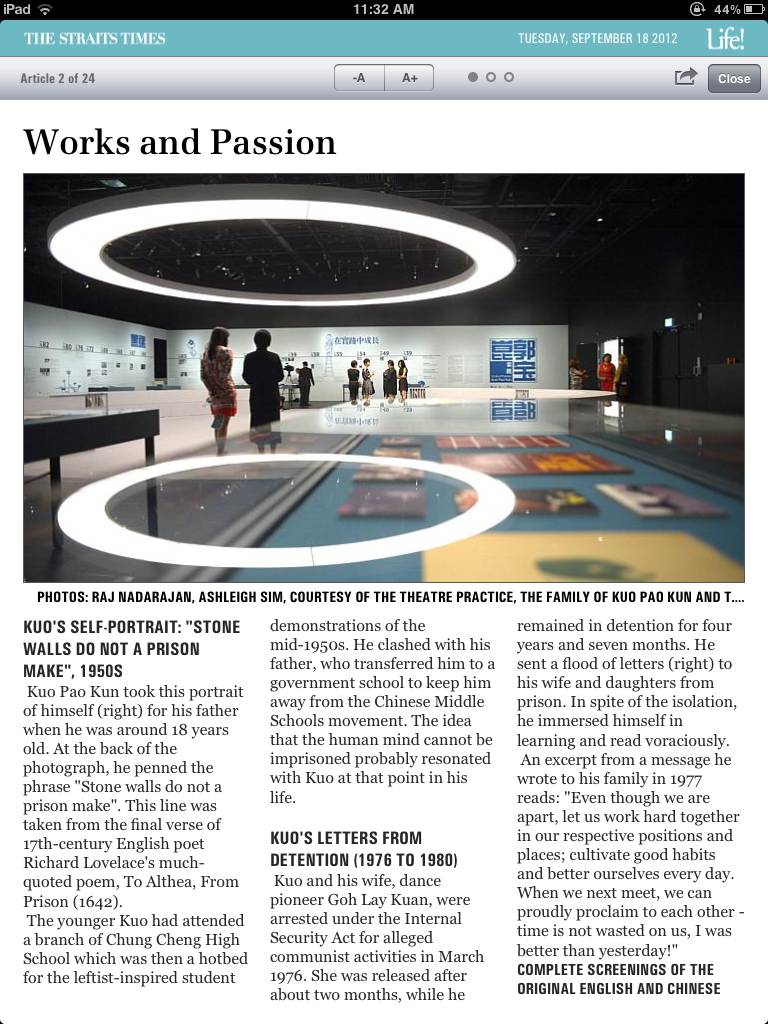 iPad
11:32 AM
44%
THE STRAITS TIMES
TUESDAY, SEPTEMBER 18 2012
Life!
Article 2 of 24
-A
A+
Close
Works and Passion
在實踐中成長
郭寶崑
PHOTOS: RAJ NADARAJAN, ASHLEIGH SIM, COURTESY OF THE THEATRE PRACTICE, THE FAMILY OF KUO PAO KUN AND T....
KUO'S SELF-PORTRAIT: "STONE
WALLS DO NOT A PRISON
MAKE", 1950S
Kuo Pao Kun took this portrait
of himself (right) for his father
when he was around 18 years
old. At the back of the
photograph, he penned the
phrase "Stone walls do not a
prison make". This line was
taken from the final verse of
17th-century English poet
Richard Lovelace's much-
quoted poem, To Althea, From
Prison (1642).
The younger Kuo had attended
a branch of Chung Cheng High
School which was then a hotbed
for the leftist-inspired student
demonstrations of the
mid-1950s. He clashed with his
father, who transferred him to a
government school to keep him
away from the Chinese Middle
Schools movement. The idea
that the human mind cannot be
imprisoned probably resonated
with Kuo at that point in his
life.
KUO'S LETTERS FROM
DETENTION (1976 TO 1980)
Kuo and his wife, dance
pioneer Goh Lay Kuan, were
arrested under the Internal
Security Act for alleged
communist activities in March
1976. She was released after
about two months, while he
remained in detention for four
years and seven months. He
sent a flood of letters (right) to
his wife and daughters from
prison. In spite of the isolation,
he immersed himself in
learning and read voraciously.
An excerpt from a message he
wrote to his family in 1977
reads: "Even though we are
apart, let us work hard together
in our respective positions and
places; cultivate good habits
and better ourselves every day.
When we next meet, we can
proudly proclaim to each other -
time is not wasted on us, I was
better than yesterday!"
COMPLETE SCREENINGS OF THE
ORIGINAL ENGLISH AND CHINESE